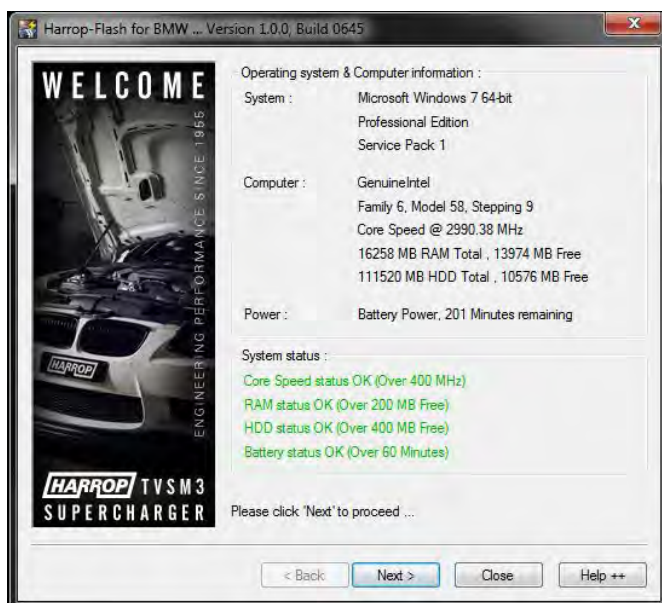 Harrop-Flash for BMW ... Version 1.0.0, Build 0645
WELCOME
ENGINEERING PERFORMANCE SINCE 1955
HARROP
HARROP TVSM3
SUPERCHARGER
Operating system & Computer information :
System : Microsoft Windows 7 64-bit
Professional Edition
Service Pack 1
Computer : GenuineIntel
Family 6, Model 58, Stepping 9
Core Speed @ 2990.38 MHz
16258 MB RAM Total , 13974 MB Free
111520 MB HDD Total , 10576 MB Free
Power : Battery Power, 201 Minutes remaining
System status :
Core Speed status OK (Over 400 MHz)
RAM status OK (Over 200 MB Free)
HDD status OK (Over 400 MB Free)
Battery status OK (Over 60 Minutes)
Please click 'Next' to proceed ...
< Back Next > Close Help ++